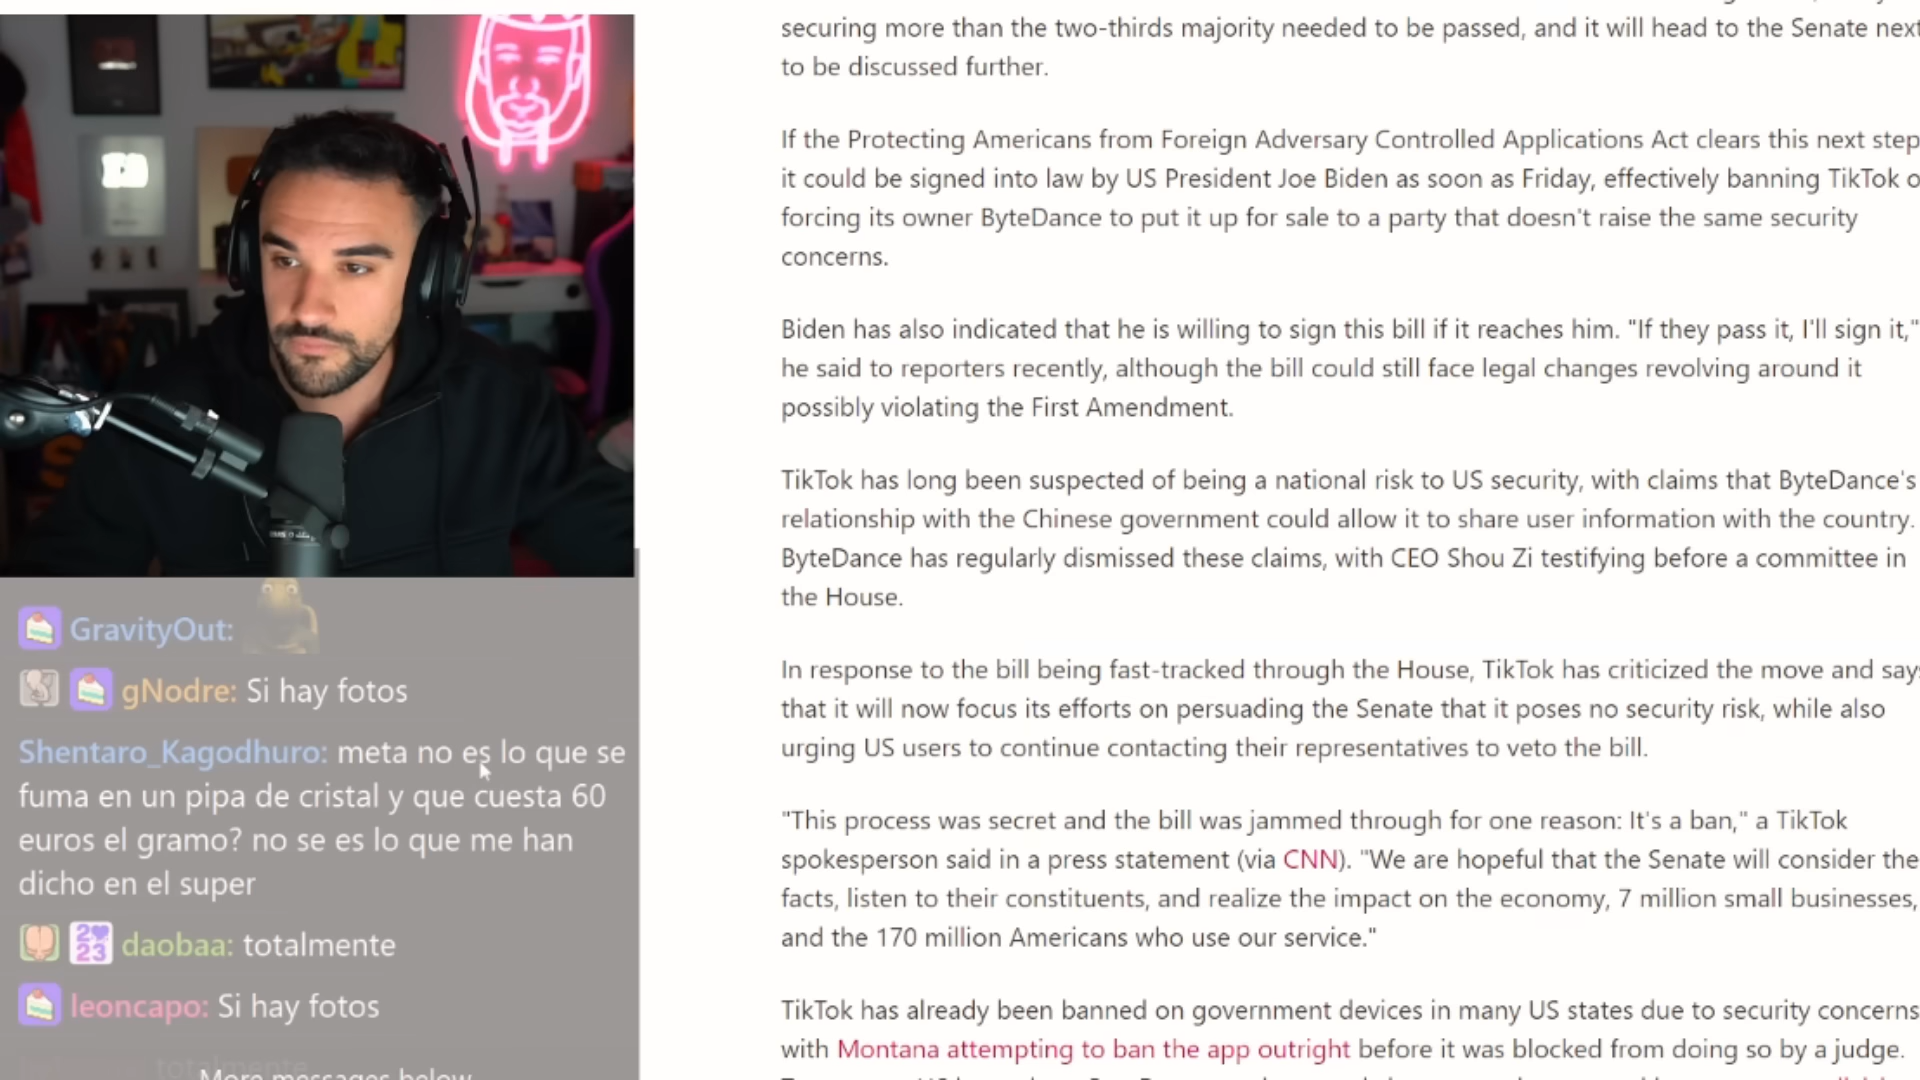 GravityOut:
gNodre: Si hay fotos
Shentaro_Kagodhuro: meta no es lo que se
fuma en un pipa de cristal y que cuesta 60
euros el gramo? no se es lo que me han
dicho en el super
2 23
daobaa: totalmente
leoncapo: Si hay fotos
totalmente
More messages below
securing more than the two-thirds majority needed to be passed, and it will head to the Senate next
to be discussed further.
If the Protecting Americans from Foreign Adversary Controlled Applications Act clears this next step
it could be signed into law by US President Joe Biden as soon as Friday, effectively banning TikTok
forcing its owner ByteDance to put it up for sale to a party that doesn't raise the same security
concerns.
Biden has also indicated that he is willing to sign this bill if it reaches him. "If they pass it, I'll sign it,"
he said to reporters recently, although the bill could still face legal changes revolving around it
possibly violating the First Amendment.
TikTok has long been suspected of being a national risk to US security, with claims that ByteDance's
relationship with the Chinese government could allow it to share user information with the country.
ByteDance has regularly dismissed these claims, with CEO Shou Zi testifying before a committee in
the House.
In response to the bill being fast-tracked through the House, TikTok has criticized the move and say
that it will now focus its efforts on persuading the Senate that it poses no security risk, while also
urging US users to continue contacting their representatives to veto the bill.
"This process was secret and the bill was jammed through for one reason: It's a ban," a TikTok
spokesperson said in a press statement (via CNN). "We are hopeful that the Senate will consider the
facts, listen to their constituents, and realize the impact on the economy, 7 million small businesses,
and the 170 million Americans who use our service."
TikTok has already been banned on government devices in many US states due to security concerns
with Montana attempting to ban the app outright before it was blocked from doing so by a judge.